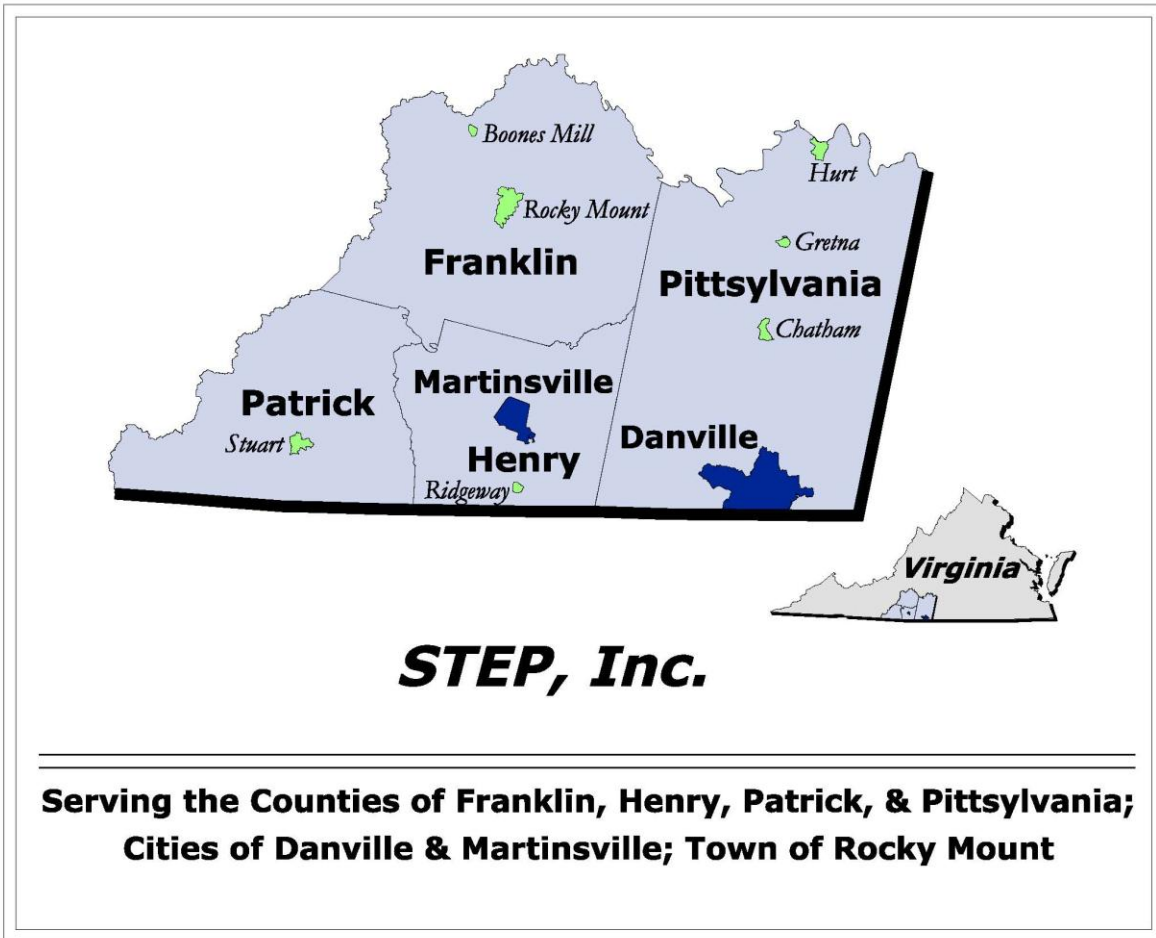 Boones Mill
Hurt
Rocky Mount
Gretna
Franklin
Pittsylvania
Chatham
Martinsville
Patrick
Danville
Stuart
Henry
Ridgeway
Virginia
STEP, Inc.
Serving the Counties of Franklin, Henry, Patrick, & Pittsylvania;
Cities of Danville & Martinsville; Town of Rocky Mount